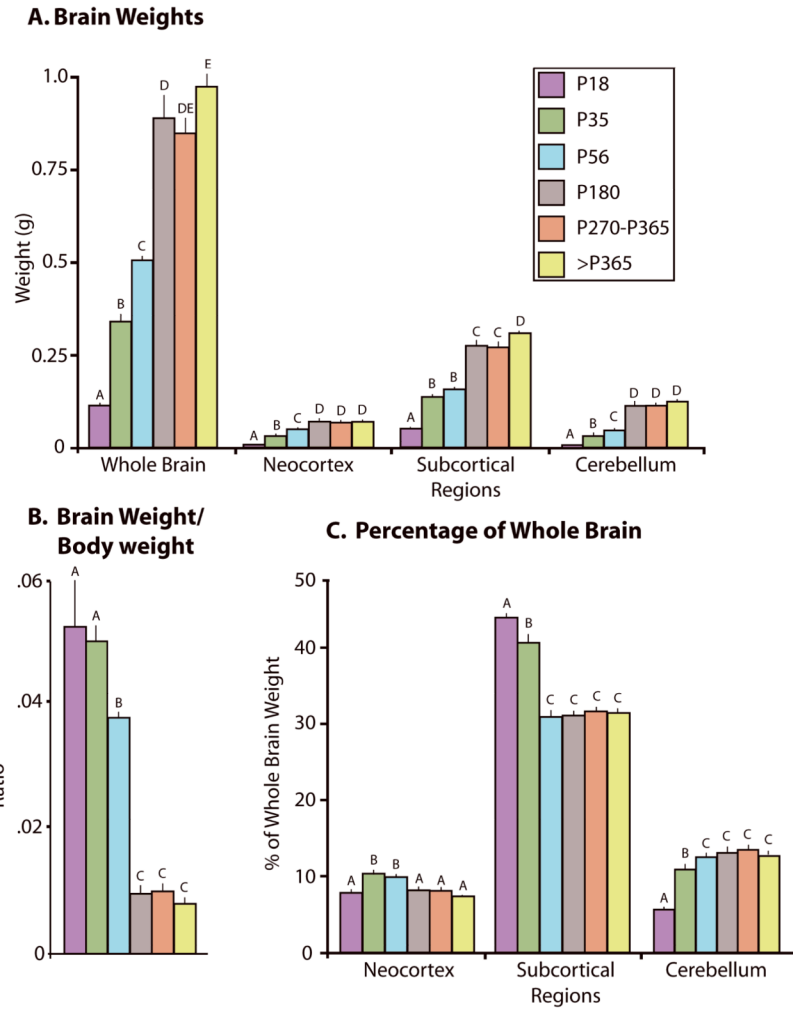 A. Brain Weights
E
1.0
D
DE
P18
P35
0.75
P56
P180
Weight (g)
C
P270-P365
0.5
>P365
B
D
C C
0.25
B B
A
A
D D D
D D D
C
B
A
C
B
A
0
Whole Brain
Neocortex
Subcortical
Regions
Cerebellum
B. Brain Weight/
Body weight
C. Percentage of Whole Brain
.06
A
A
B
.04
.02
C C C
0
50
A
B
40
% of Whole Brain Weight
C C C C
30
20
B B
A
A A A
C C C C
B
A
10
0
Neocortex
Subcortical
Regions
Cerebellum